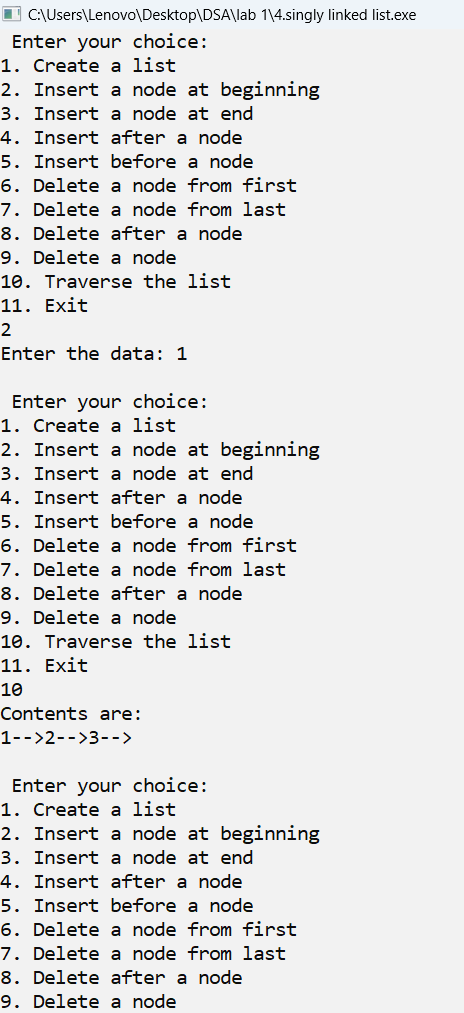 C:\Users\Lenovo\Desktop\DSA\lab 1\4.singly linked list.exe
Enter your choice:
1. Create a list
2. Insert a node at beginning
3. Insert a node at end
4. Insert after a node
5. Insert before a node
6. Delete a node from first
7. Delete a node from last
8. Delete after a node
9. Delete a node
10. Traverse the list
11. Exit
2
Enter the data: 1
Enter your choice:
1. Create a list
2. Insert a node at beginning
3. Insert a node at end
4. Insert after a node
5. Insert before a node
6. Delete a node from first
7. Delete a node from last
8. Delete after a node
9. Delete a node
10. Traverse the list
11. Exit
10
Contents are:
1-->2-->3-->
Enter your choice:
1. Create a list
2. Insert a node at beginning
3. Insert a node at end
4. Insert after a node
5. Insert before a node
6. Delete a node from first
7. Delete a node from last
8. Delete after a node
9. Delete a node